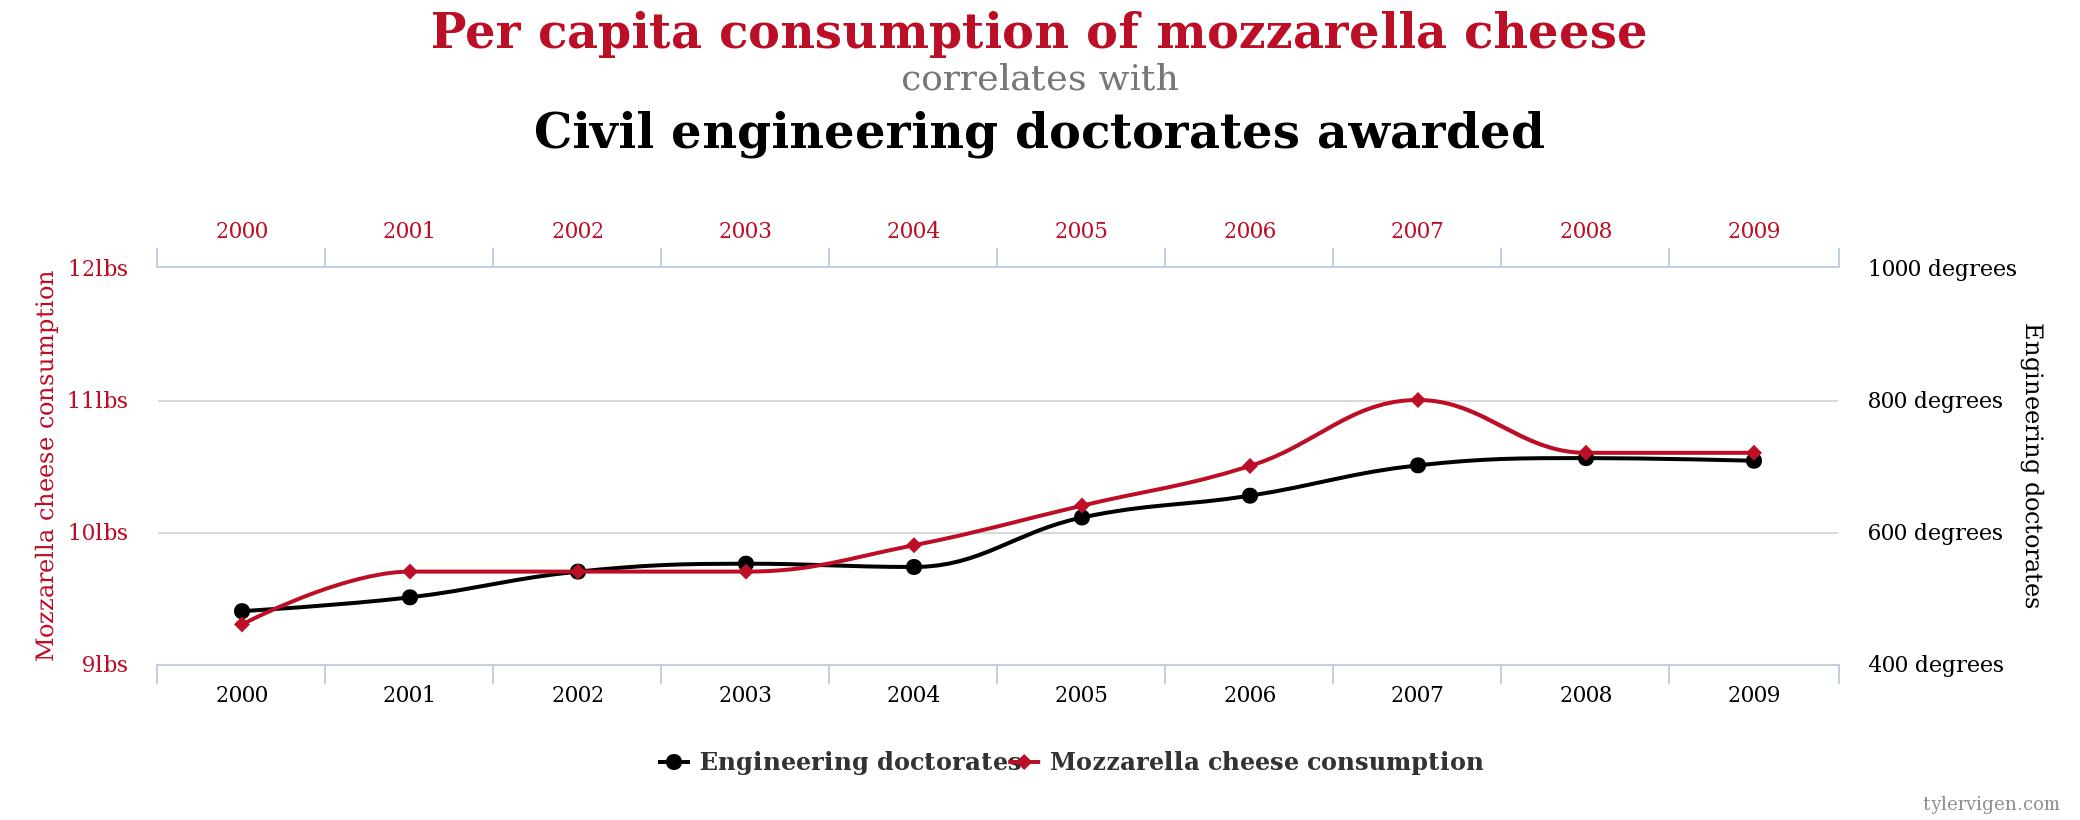 Per capita consumption of mozzarella cheese
correlates with
Civil engineering doctorates awarded
2000 2001 2002 2003 2004 2005 2006 2007 2008 2009
Mozzarella cheese consumption
12lbs
11lbs
10lbs
9lbs
1000 degrees
800 degrees
600 degrees
400 degrees
Engineering doctorates
2000 2001 2002 2003 2004 2005 2006 2007 2008 2009
Engineering doctorates Mozzarella cheese consumption
tylervigen.com